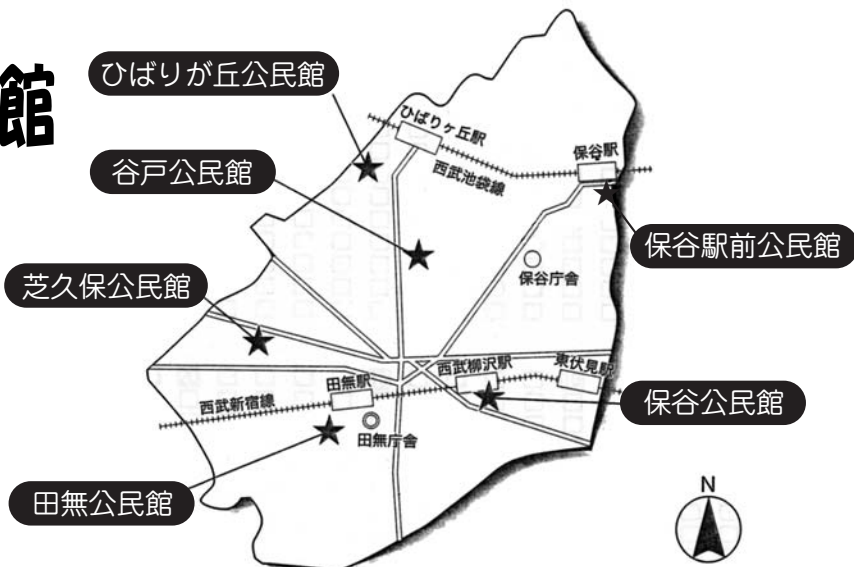 館
ひばりが丘公民館
ひばりヶ丘駅
保谷駅
西武池袋線
谷戸公民館
保谷駅前公民館
保谷庁舎
芝久保公民館
西武柳沢駅
東伏見駅
田無駅
西武新宿線
保谷公民館
田無庁舎
田無公民館
N